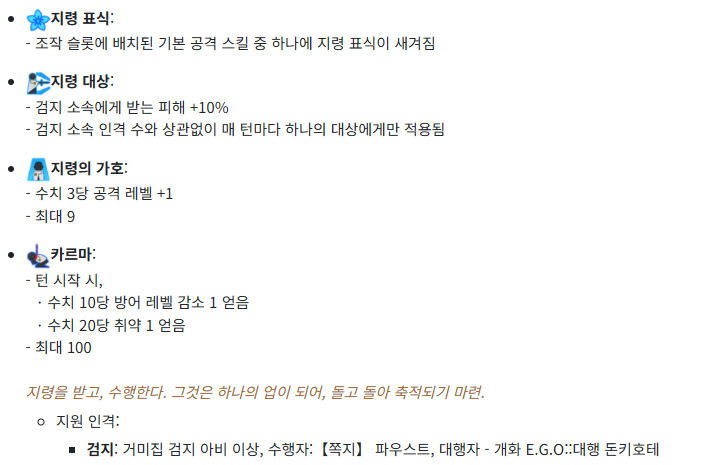 지령 표식:
- 조작 슬롯에 배치된 기본 공격 스킬 중 하나에 지령 표식이 새겨짐
지령 대상:
- 검지 소속에게 받는 피해 +10%
- 검지 소속 인격 수와 상관없이 매 턴마다 하나의 대상에게만 적용됨
지령의 가호:
- 수치 3당 공격 레벨 +1
- 최대 9
카르마:
- 턴 시작 시,
· 수치 10당 방어 레벨 감소 1 얻음
· 수치 20당 취약 1 얻음
- 최대 100
지령을 받고, 수행한다. 그것은 하나의 업이 되어, 돌고 돌아 축적되기 마련.
지원 인격:
검지: 거미집 검지 아비 이상, 수행자:【쪽지】 파우스트, 대행자 - 개화 E.G.O::대행 돈키호테